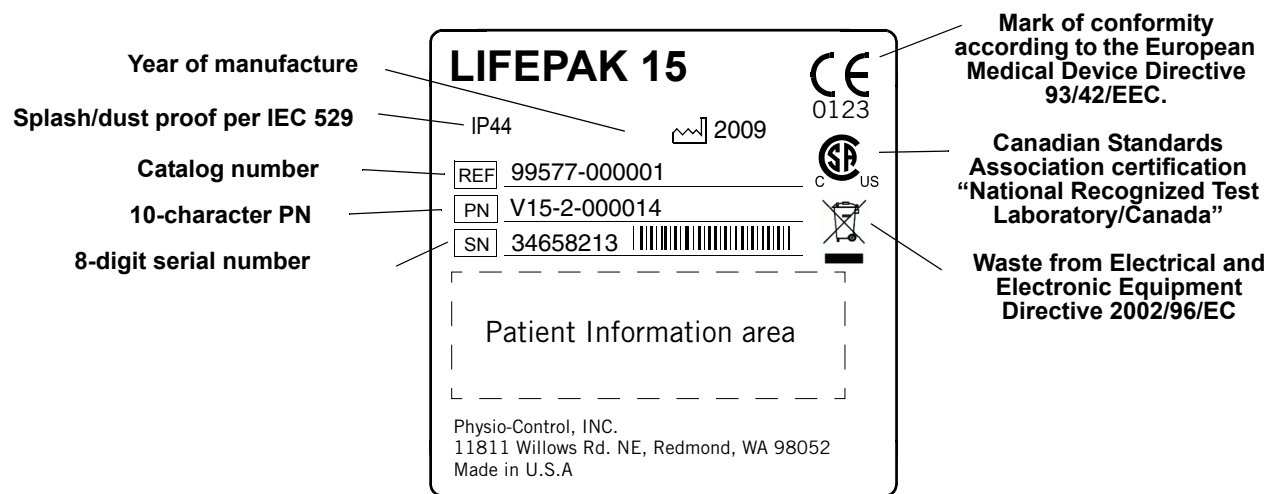 Year of manufacture
Splash/dust proof per IEC 529
Catalog number
10-character PN
8-digit serial number
LIFEPAK 15
CE
0123
IP44
2009
C SA US
REF 99577-000001
PN V15-2-000014
SN 34658213
Patient Information area
Physio-Control, INC.
11811 Willows Rd. NE, Redmond, WA 98052
Made in U.S.A
Mark of conformity
according to the European
Medical Device Directive
93/42/EEC.
Canadian Standards
Association certification
“National Recognized Test
Laboratory/Canada”
Waste from Electrical and
Electronic Equipment
Directive 2002/96/EC